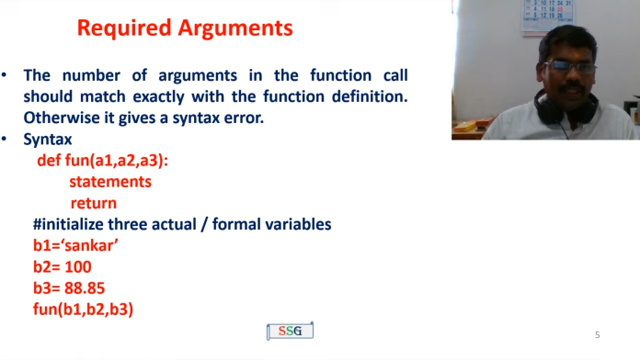 Required Arguments
• The number of arguments in the function call
should match exactly with the function definition.
Otherwise it gives a syntax error.
• Syntax
def fun(a1,a2,a3):
statements
return
#initialize three actual / formal variables
b1=‘sankar’
b2= 100
b3= 88.85
fun(b1,b2,b3)
SSG
5